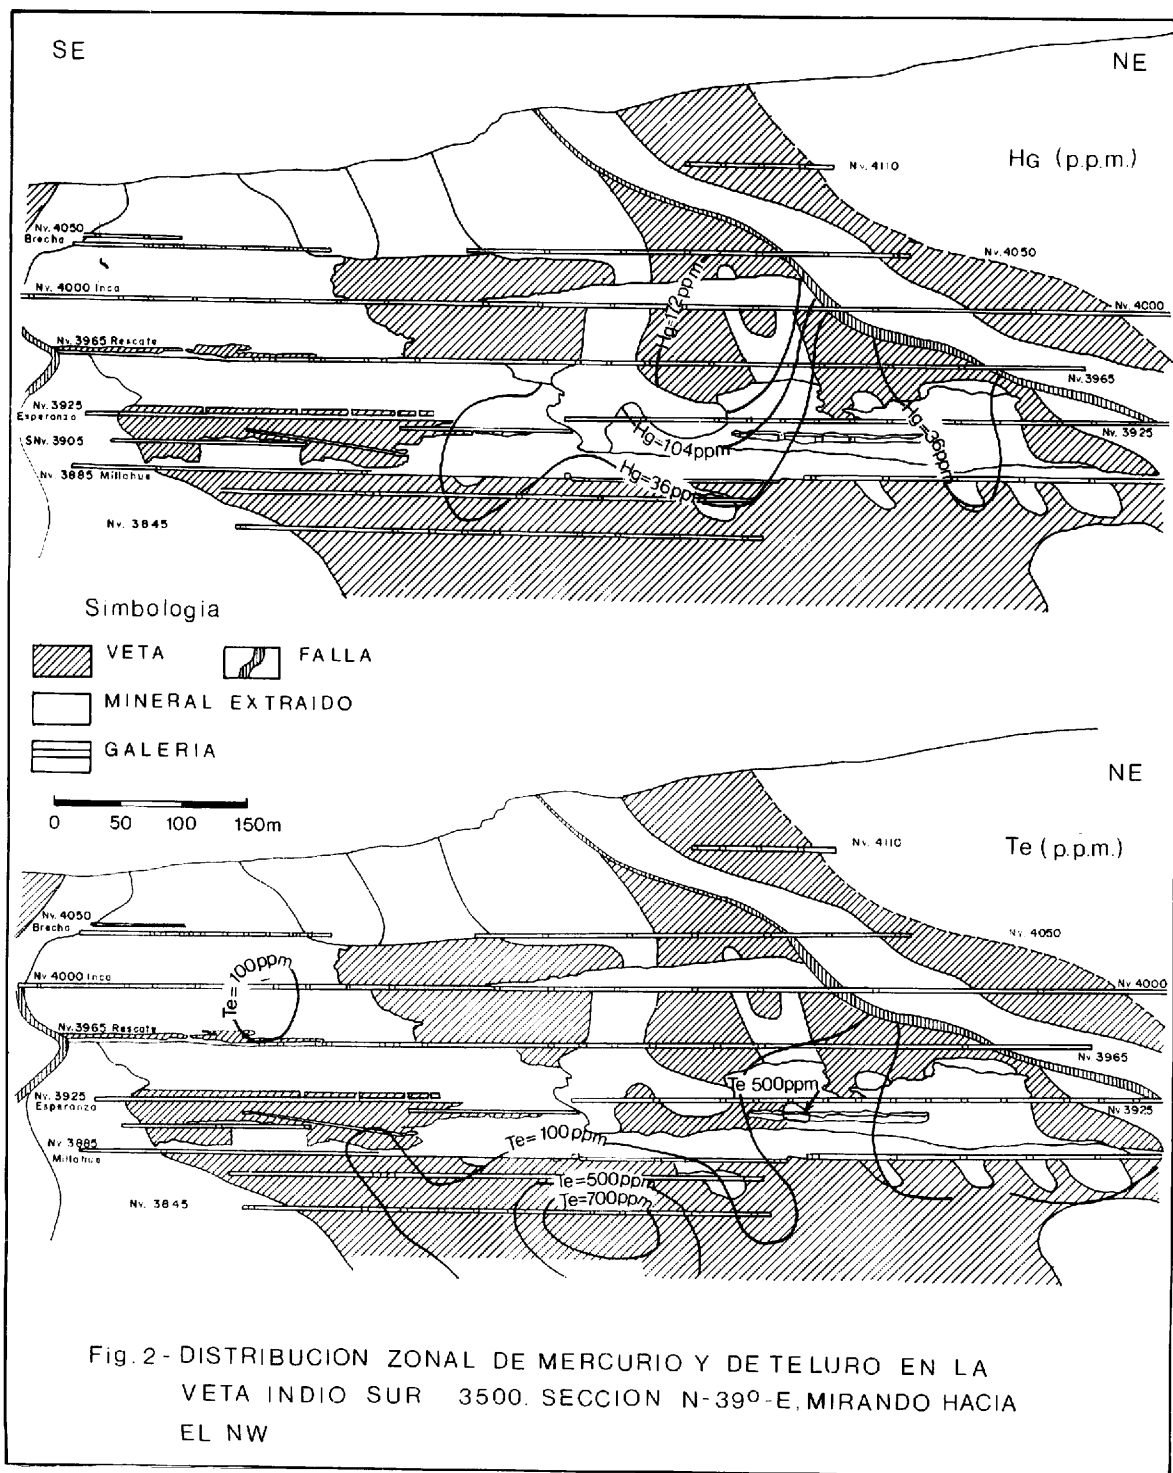 SE
NE
Hg (p.p.m.)
Nv. 4110
Nv. 4050
Brecha
Nv. 4050
Hg=172ppm
Nv. 4000 Inca
Nv. 4000
Nv. 3965 Rescate
Nv. 3965
Nv. 3925
Esperanza
Hg=36ppm
Nv. 3925
SNv. 3905
Hg=104ppm
Hg=36ppm
Nv 3885 Millahue
Nv. 3845
Simbologia
VETA
FALLA
MINERAL EXTRAIDO
GALERIA
0 50 100 150m
NE
Nv. 4110
Te (p.p.m.)
Nv. 4050
Brecha
Nv. 4050
Nv. 4000 Inca
Te=100ppm
Nv 4000
Nv. 3965 Rescate
Nv 3965
Nv. 3925
Esperanza
Te 500ppm
Nv 3925
Nv. 3885
Millahue
Te=100ppm
Te=500ppm
Te=700ppm
Nv. 3845
Fig. 2 - DISTRIBUCION ZONAL DE MERCURIO Y DE TELURO EN LA
VETA INDIO SUR 3500. SECCION N-39º-E, MIRANDO HACIA
EL NW